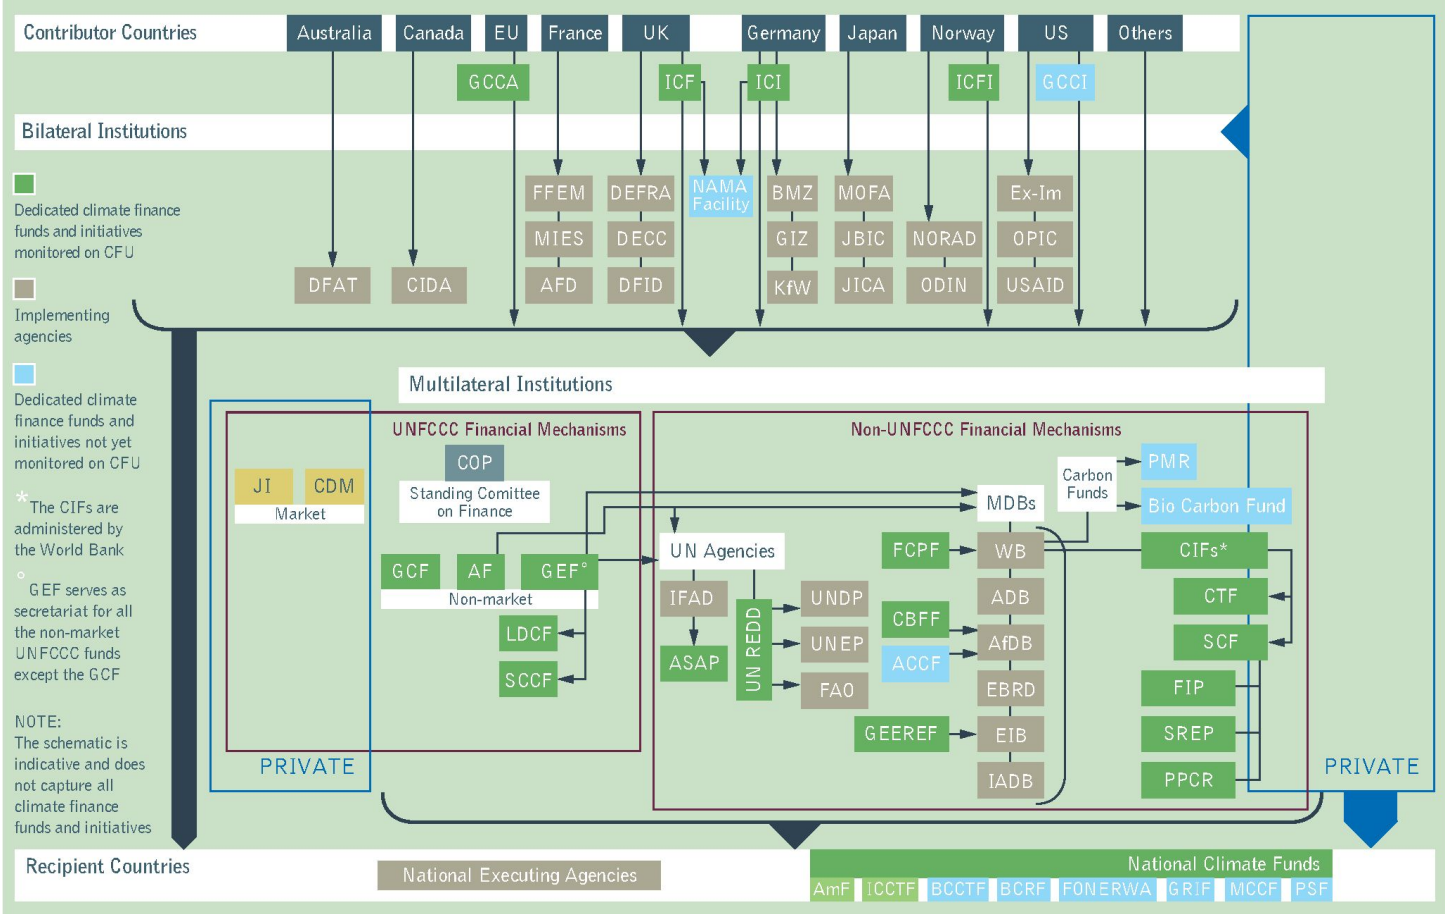 Contributor Countries
Australia
Canada
EU
France
UK
Germany
Japan
Norway
US
Others
GCCA
ICF
ICI
ICFI
GCCI
Bilateral Institutions
Dedicated climate finance
funds and initiatives
monitored on CFU
Implementing
agencies
Dedicated climate
finance funds and
initiatives not yet
monitored on CFU
* The CIFs are
administered by
the World Bank
° GEF serves as
secretariat for all
the non-market
UNFCCC funds
except the GCF
NOTE:
The schematic is
indicative and does
not capture all
climate finance
funds and initiatives
FFEM
DEFRA
NAMA
Facility
BMZ
MOFA
Ex-Im
MIES
DECC
GIZ
JBIC
NORAD
OPIC
DFAT
CIDA
AFD
DFID
KfW
JICA
ODIN
USAID
Multilateral Institutions
UNFCCC Financial Mechanisms
COP
Standing Comittee
on Finance
JI
CDM
Market
GCF
AF
GEF°
Non-market
LDCF
SCCF
PRIVATE
Non-UNFCCC Financial Mechanisms
UN Agencies
IFAD
ASAP
UN REDD
UNDP
UNEP
FAO
FCPF
CBFF
ACCF
GEEREF
MDBs
WB
ADB
AfDB
EBRD
EIB
IADB
Carbon
Funds
PMR
Bio Carbon Fund
CIFs*
CTF
SCF
FIP
SREP
PPCR
PRIVATE
Recipient Countries
National Executing Agencies
National Climate Funds
AmF
ICCTF
BCCTF
BCRF
FONERWA
GRIF
MCCF
PSF